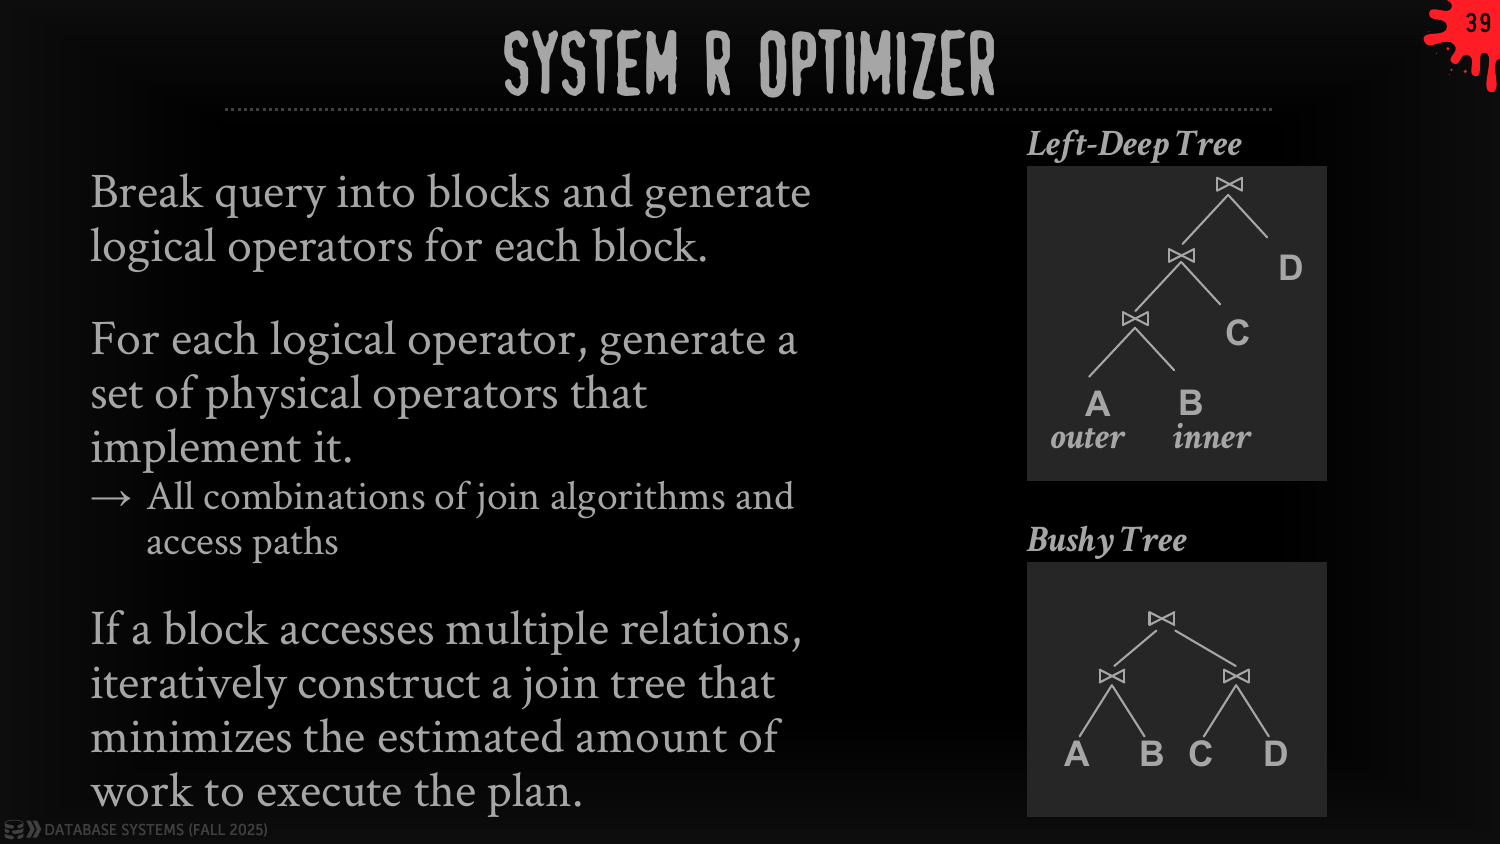 SYSTEM R OPTIMIZER
39
Break query into blocks and generate
logical operators for each block.
For each logical operator, generate a
set of physical operators that
implement it.
→ All combinations of join algorithms and
access paths
If a block accesses multiple relations,
iteratively construct a join tree that
minimizes the estimated amount of
work to execute the plan.
Left-Deep Tree
⋈
⋈
D
⋈
C
A B
outer inner
Bushy Tree
⋈
⋈ ⋈
A B C D
DATABASE SYSTEMS (FALL 2025)